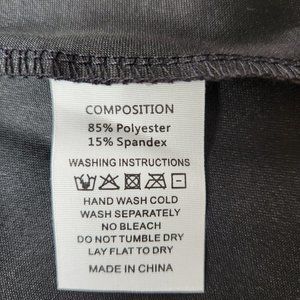 COMPOSITION
85% Polyester
15% Spandex
WASHING INSTRUCTIONS
HAND WASH COLD
WASH SEPARATELY
NO BLEACH
DO NOT TUMBLE DRY
LAY FLAT TO DRY
MADE IN CHINA